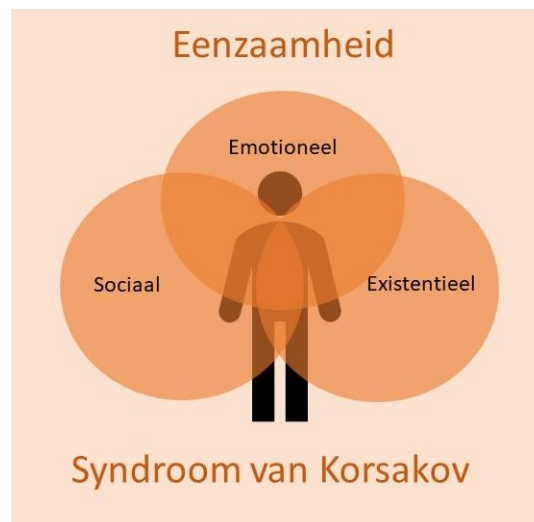 Eenzaamheid
Emotioneel
Sociaal
Existentieel
Syndroom van Korsakov